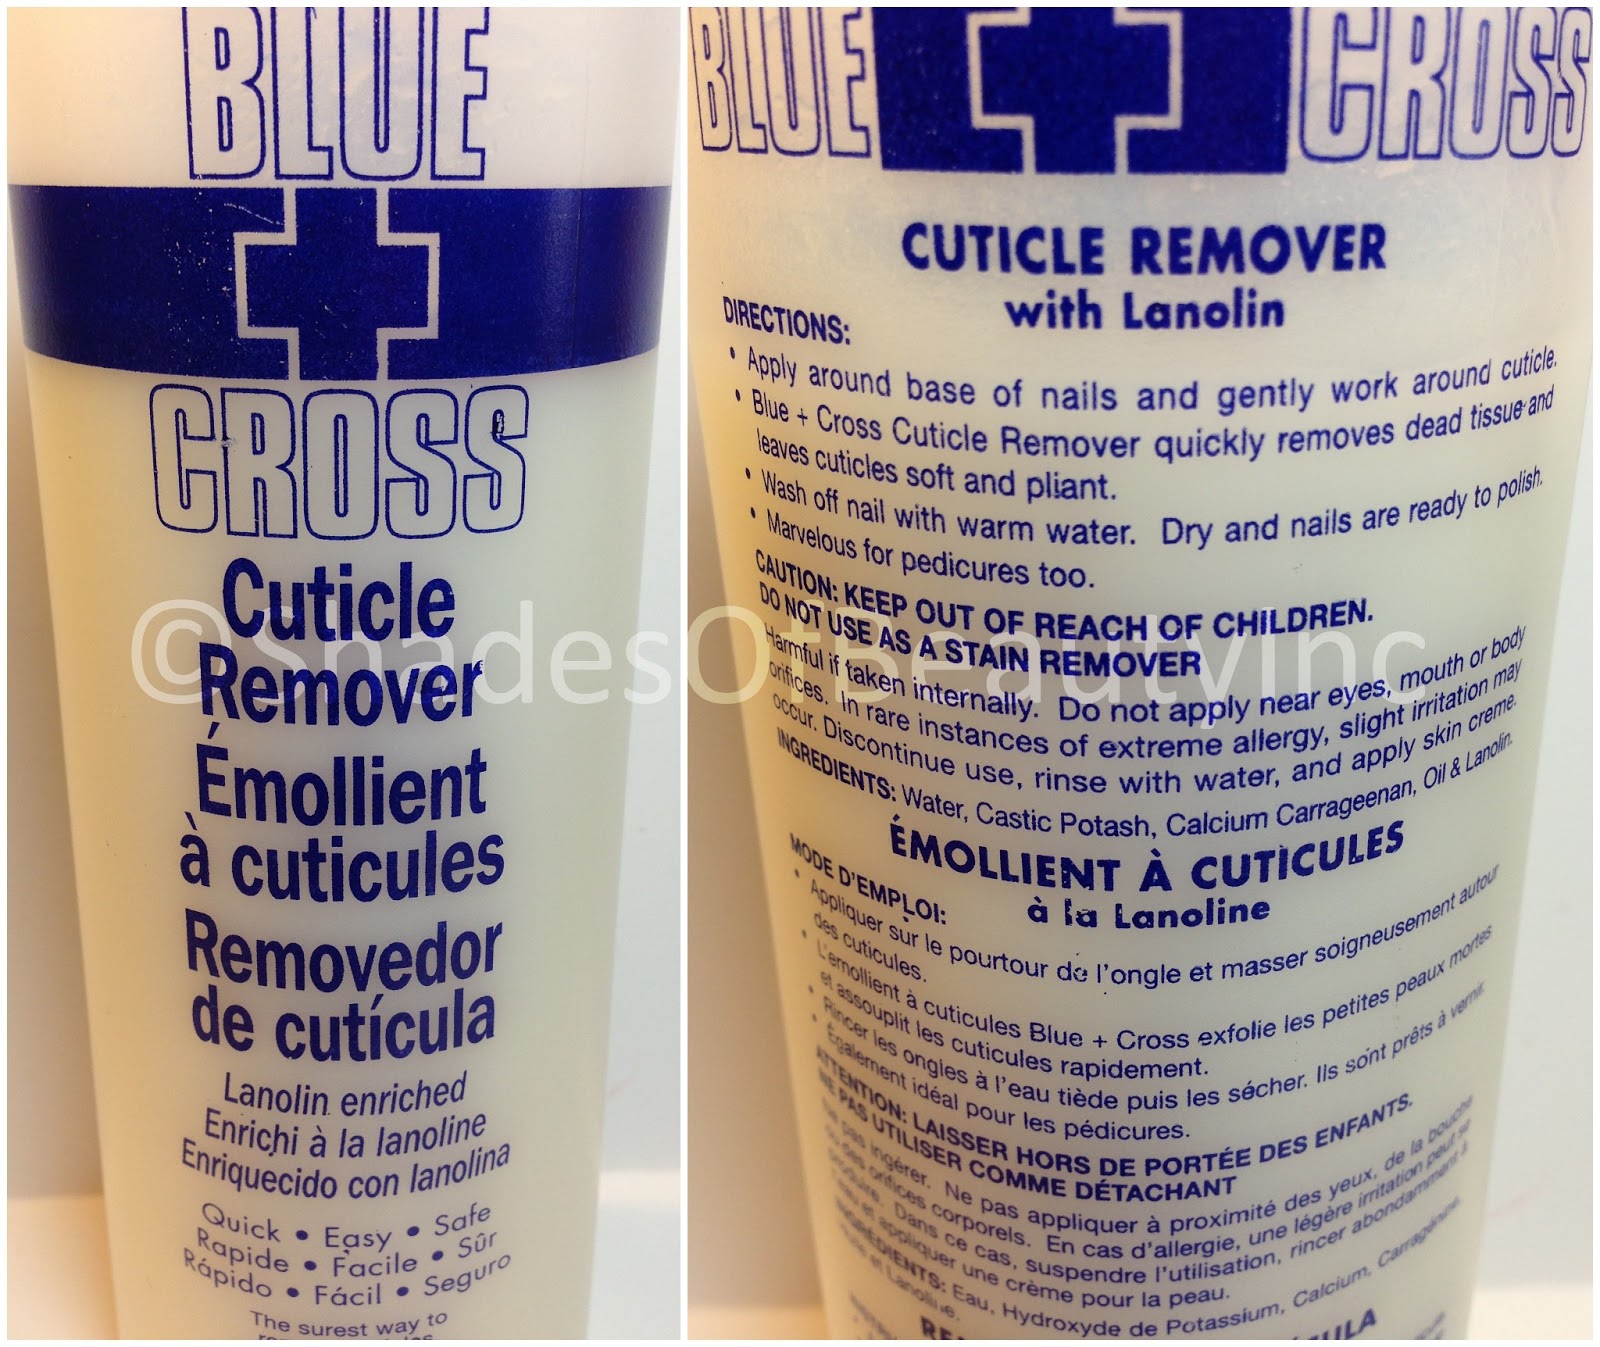 BLUE
CROSS
Cuticle
Remover
Émollient
à cuticules
Removedor
de cutícula
Lanolin enriched
Enrichi à la lanoline
Enriquecido con lanolina
Quick • Easy • Safe
Rapide • Facile • Sûr
Rápido • Fácil • Seguro
The surest way to
BLUE CROSS
CUTICLE REMOVER
with Lanolin
DIRECTIONS:
• Apply around base of nails and gently work around cuticle.
• Blue + Cross Cuticle Remover quickly removes dead tissue and
leaves cuticles soft and pliant.
• Wash off nail with warm water. Dry and nails are ready to polish.
• Marvelous for pedicures too.
CAUTION: KEEP OUT OF REACH OF CHILDREN.
DO NOT USE AS A STAIN REMOVER
Harmful if taken internally. Do not apply near eyes, mouth or body
orifices. In rare instances of extreme allergy, slight irritation may
occur. Discontinue use, rinse with water, and apply skin creme.
INGREDIENTS: Water, Castic Potash, Calcium Carrageenan, Oil & Lanolin.
ÉMOLLIENT À CUTICULES
à la Lanoline
MODE D'EMPLOI:
• Appliquer sur le pourtour de l'ongle et masser soigneusement autour
des cuticules.
• L'emollient à cuticules Blue + Cross exfolie les petites peaux mortes
et assouplit les cuticules rapidement.
• Rincer les ongles à l'eau tiède puis les sécher. Ils sont prêts à vernir.
• Également idéal pour les pédicures.
ATTENTION: LAISSER HORS DE PORTÉE DES ENFANTS.
NE PAS UTILISER COMME DÉTACHANT
Ne pas ingérer. Ne pas appliquer à proximité des yeux, de la bouche
ou des orifices corporels. En cas d'allergie, une légère irritation peut se
produire. Dans ce cas, suspendre l'utilisation, rincer abondamment à
l'eau et appliquer une crème pour la peau.
INGRÉDIENTS: Eau, Hydroxyde de Potassium, Calcium, Carragénine,
et Lanoline.
©ShadesOfBeautyInc